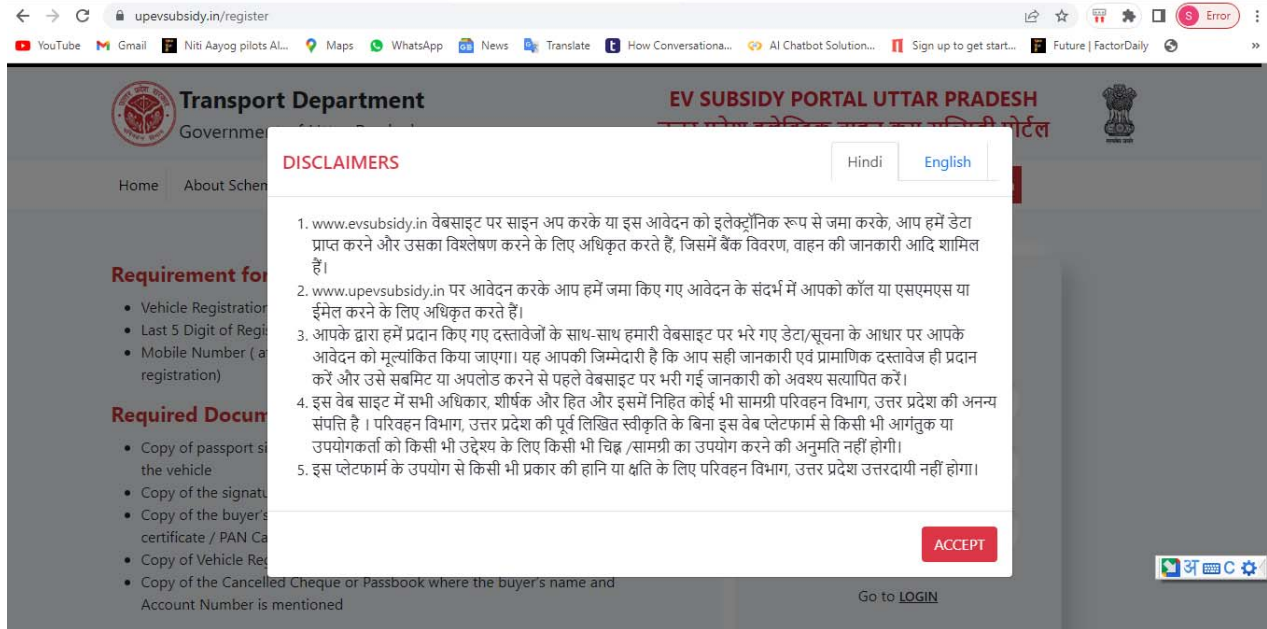 upevsubsidy.in/register
S Error
YouTube Gmail Niti Aayog pilots Al... Maps WhatsApp News Translate How Conversationa... AI Chatbot Solution... Sign up to get start... Future | FactorDaily
Transport Department
EV SUBSIDY PORTAL UTTAR PRADESH
Governme
DISCLAIMERS
Hindi English
Home About Schem
1. www.evsubsidy.in वेबसाइट पर साइन अप करके या इस आवेदन को इलेक्ट्रॉनिक रूप से जमा करके, आप हमें डेटा
प्राप्त करने और उसका विश्लेषण करने के लिए अधिकृत करते हैं, जिसमें बैंक विवरण, वाहन की जानकारी आदि शामिल
हैं।
2. www.upevsubsidy.in पर आवेदन करके आप हमें जमा किए गए आवेदन के संदर्भ में आपको कॉल या एसएमएस या
ईमेल करने के लिए अधिकृत करते हैं।
3. आपके द्वारा हमें प्रदान किए गए दस्तावेजों के साथ-साथ हमारी वेबसाइट पर भरे गए डेटा/सूचना के आधार पर आपके
आवेदन को मूल्यांकित किया जाएगा। यह आपकी जिम्मेदारी है कि आप सही जानकारी एवं प्रामाणिक दस्तावेज ही प्रदान
करें और उसे सबमिट या अपलोड करने से पहले वेबसाइट पर भरी गई जानकारी को अवश्य सत्यापित करें।
4. इस वेब साइट में सभी अधिकार, शीर्षक और हित और इसमें निहित कोई भी सामग्री परिवहन विभाग, उत्तर प्रदेश की अनन्य
संपत्ति है । परिवहन विभाग, उत्तर प्रदेश की पूर्व लिखित स्वीकृति के बिना इस वेब प्लेटफार्म से किसी भी आगंतुक या
उपयोगकर्ता को किसी भी उद्देश्य के लिए किसी भी चिह्न /सामग्री का उपयोग करने की अनुमति नहीं होगी।
5. इस प्लेटफार्म के उपयोग से किसी भी प्रकार की हानि या क्षति के लिए परिवहन विभाग, उत्तर प्रदेश उत्तरदायी नहीं होगा।
ACCEPT
Requirement for
• Vehicle Registration
• Last 5 Digit of Regi
• Mobile Number ( a
registration)
Required Docum
• Copy of passport si
the vehicle
• Copy of the signatu
• Copy of the buyer's
certificate / PAN Ca
• Copy of Vehicle Reg
• Copy of the Cancelled Cheque or Passbook where the buyer's name and
Account Number is mentioned
Go to LOGIN
अ C